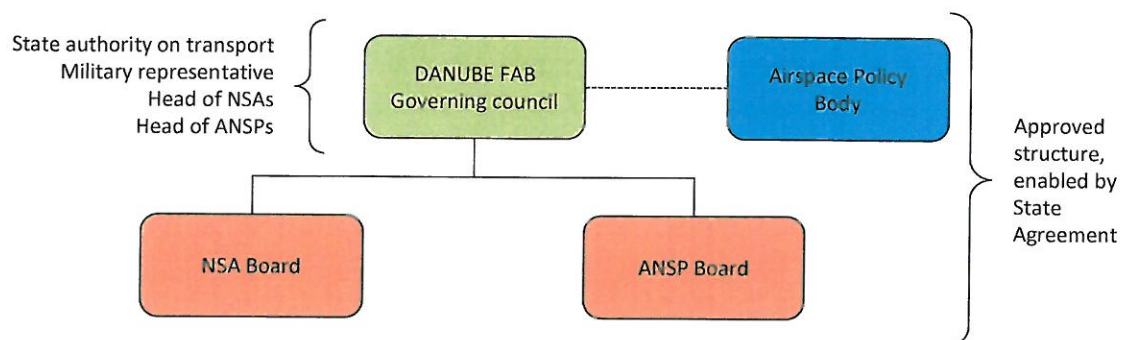 State authority on transport
Military representative
Head of NSAs
Head of ANSPs
DANUBE FAB
Governing council
Airspace Policy
Body
Approved
structure,
enabled by
State
Agreement
NSA Board
ANSP Board